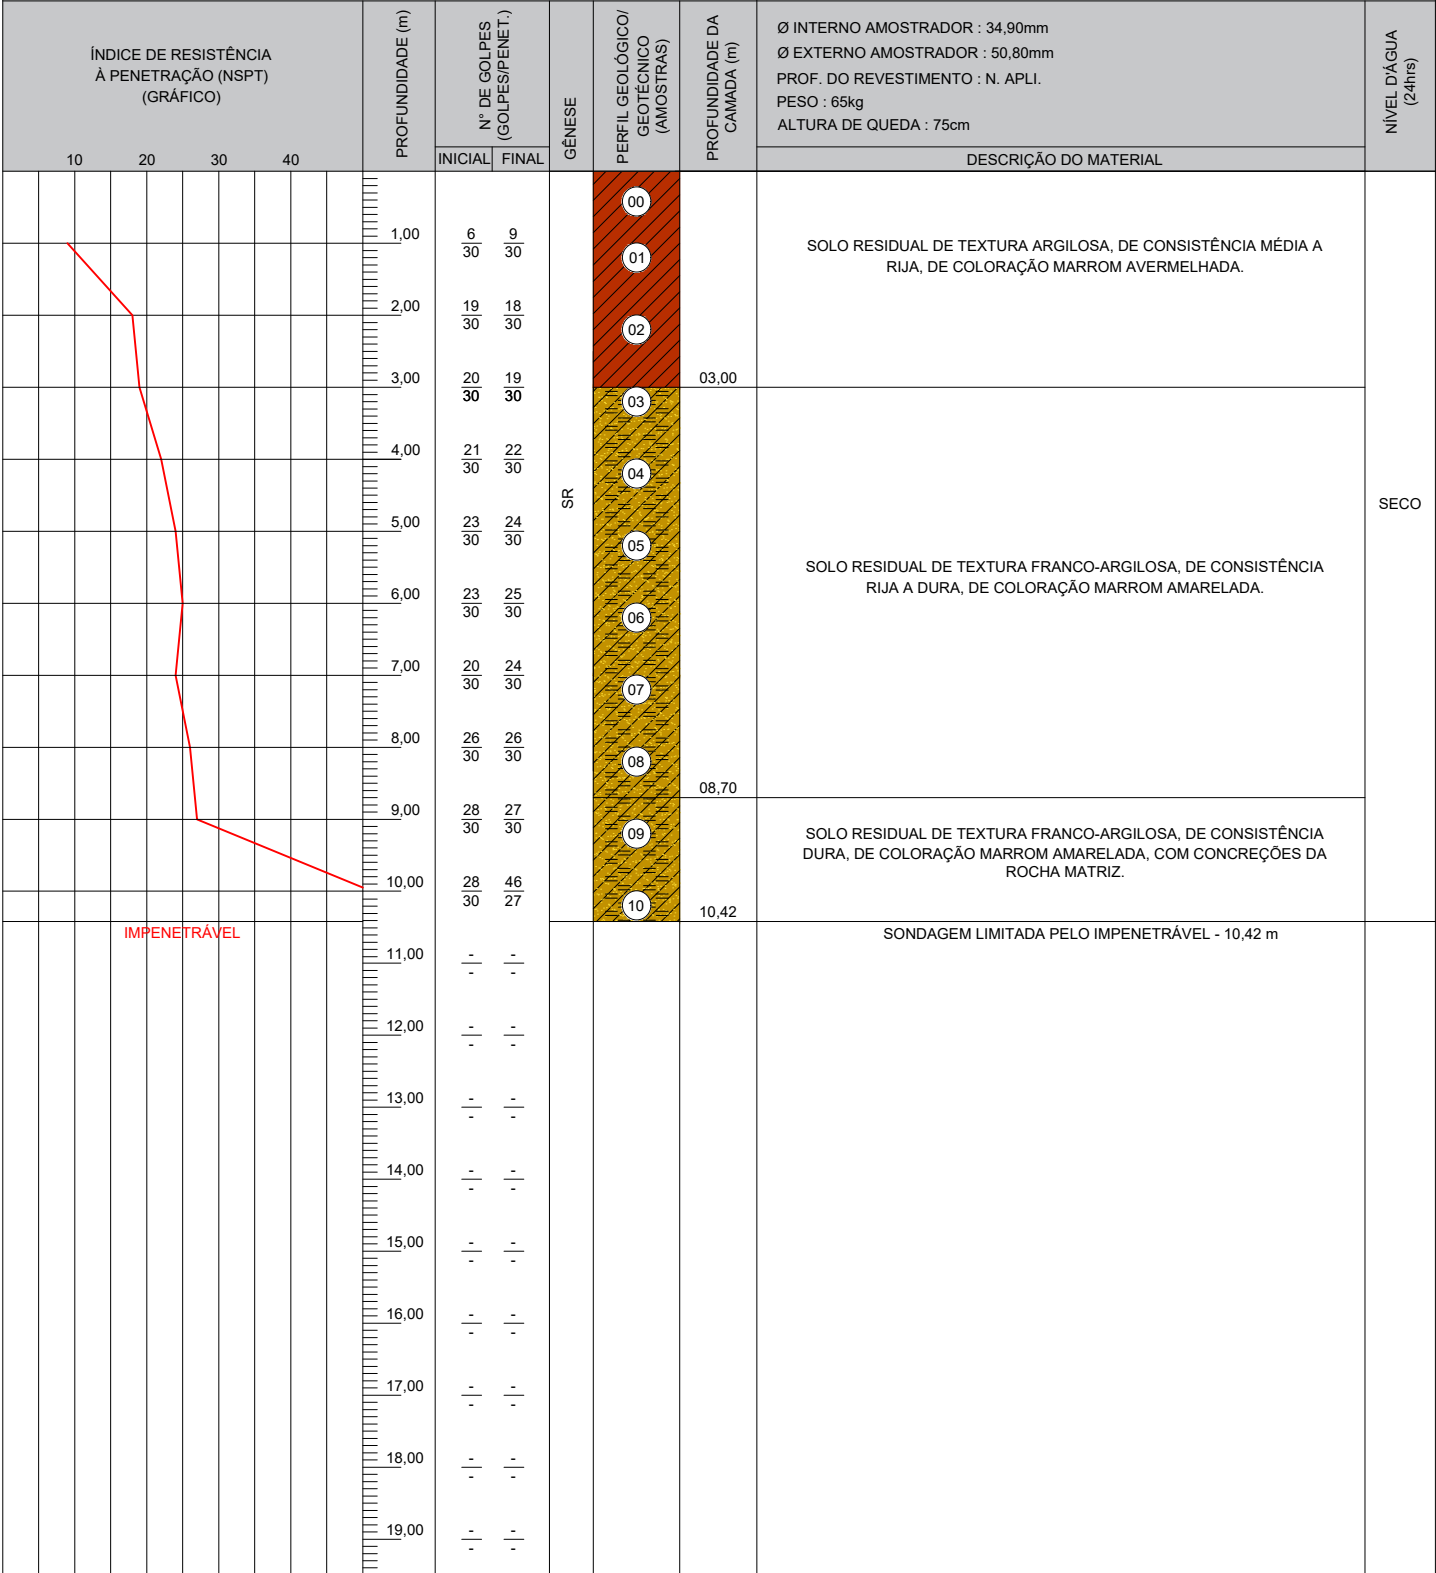 ÍNDICE DE RESISTÊNCIA
À PENETRAÇÃO (NSPT)
(GRÁFICO)
10 20 30 40
PROFUNDIDADE (m)
N° DE GOLPES
(GOLPES/PENET.)
INICIAL FINAL
GÊNESE
PERFIL GEOLÓGICO/
GEOTÉCNICO
(AMOSTRAS)
PROFUNDIDADE DA
CAMADA (m)
Ø INTERNO AMOSTRADOR : 34,90mm
Ø EXTERNO AMOSTRADOR : 50,80mm
PROF. DO REVESTIMENTO : N. APLI.
PESO : 65kg
ALTURA DE QUEDA : 75cm
DESCRIÇÃO DO MATERIAL
NÍVEL D'ÁGUA
(24hrs)
00
1,00 6 9
30 30
01
SOLO RESIDUAL DE TEXTURA ARGILOSA, DE CONSISTÊNCIA MÉDIA A
RIJA, DE COLORAÇÃO MARROM AVERMELHADA.
2,00 19 18
30 30
02
3,00 20 19
30 30
03,00
03
4,00 21 22
30 30
04
SR
SECO
5,00 23 24
30 30
05
SOLO RESIDUAL DE TEXTURA FRANCO-ARGILOSA, DE CONSISTÊNCIA
RIJA A DURA, DE COLORAÇÃO MARROM AMARELADA.
6,00 23 25
30 30
06
7,00 20 24
30 30
07
8,00 26 26
30 30
08
08,70
9,00 28 27
30 30
09
SOLO RESIDUAL DE TEXTURA FRANCO-ARGILOSA, DE CONSISTÊNCIA
DURA, DE COLORAÇÃO MARROM AMARELADA, COM CONCREÇÕES DA
ROCHA MATRIZ.
10,00 28 46
30 27
10
10,42
IMPENETRÁVEL
SONDAGEM LIMITADA PELO IMPENETRÁVEL - 10,42 m
11,00 - -
- -
12,00 - -
- -
13,00 - -
- -
14,00 - -
- -
15,00 - -
- -
16,00 - -
- -
17,00 - -
- -
18,00 - -
- -
19,00 - -
- -